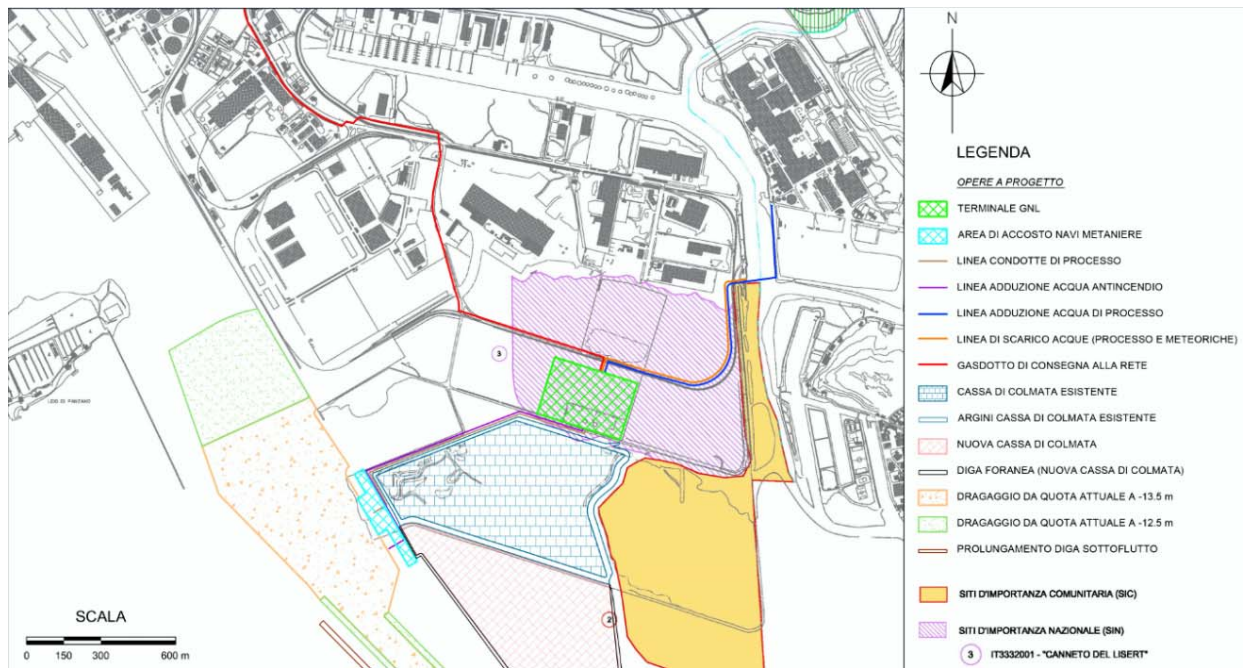 N
LEGENDA
OPERE A PROGETTO
TERMINALE GNL
AREA DI ACCOSTO NAVI METANIERE
LINEA CONDOTTE DI PROCESSO
LINEA ADDUZIONE ACQUA ANTINCENDIO
LINEA ADDUZIONE ACQUA DI PROCESSO
LINEA DI SCARICO ACQUE (PROCESSO E METEORICHE)
GASDOTTO DI CONSEGNA ALLA RETE
CASSA DI COLMATA ESISTENTE
ARGINI CASSA DI COLMATA ESISTENTE
NUOVA CASSA DI COLMATA
DIGA FORANEA (NUOVA CASSA DI COLMATA)
DRAGAGGIO DA QUOTA ATTUALE A -13.5 m
DRAGAGGIO DA QUOTA ATTUALE A -12.5 m
PROLUNGAMENTO DIGA SOTTOFLUTTO
SITI D'IMPORTANZA COMUNITARIA (SIC)
SITI D'IMPORTANZA NAZIONALE (SIN)
3 IT3332001 - "CANNETO DEL LISERT"
3
LIDO DI PANZANO
2
SCALA
0 150 300 600 m